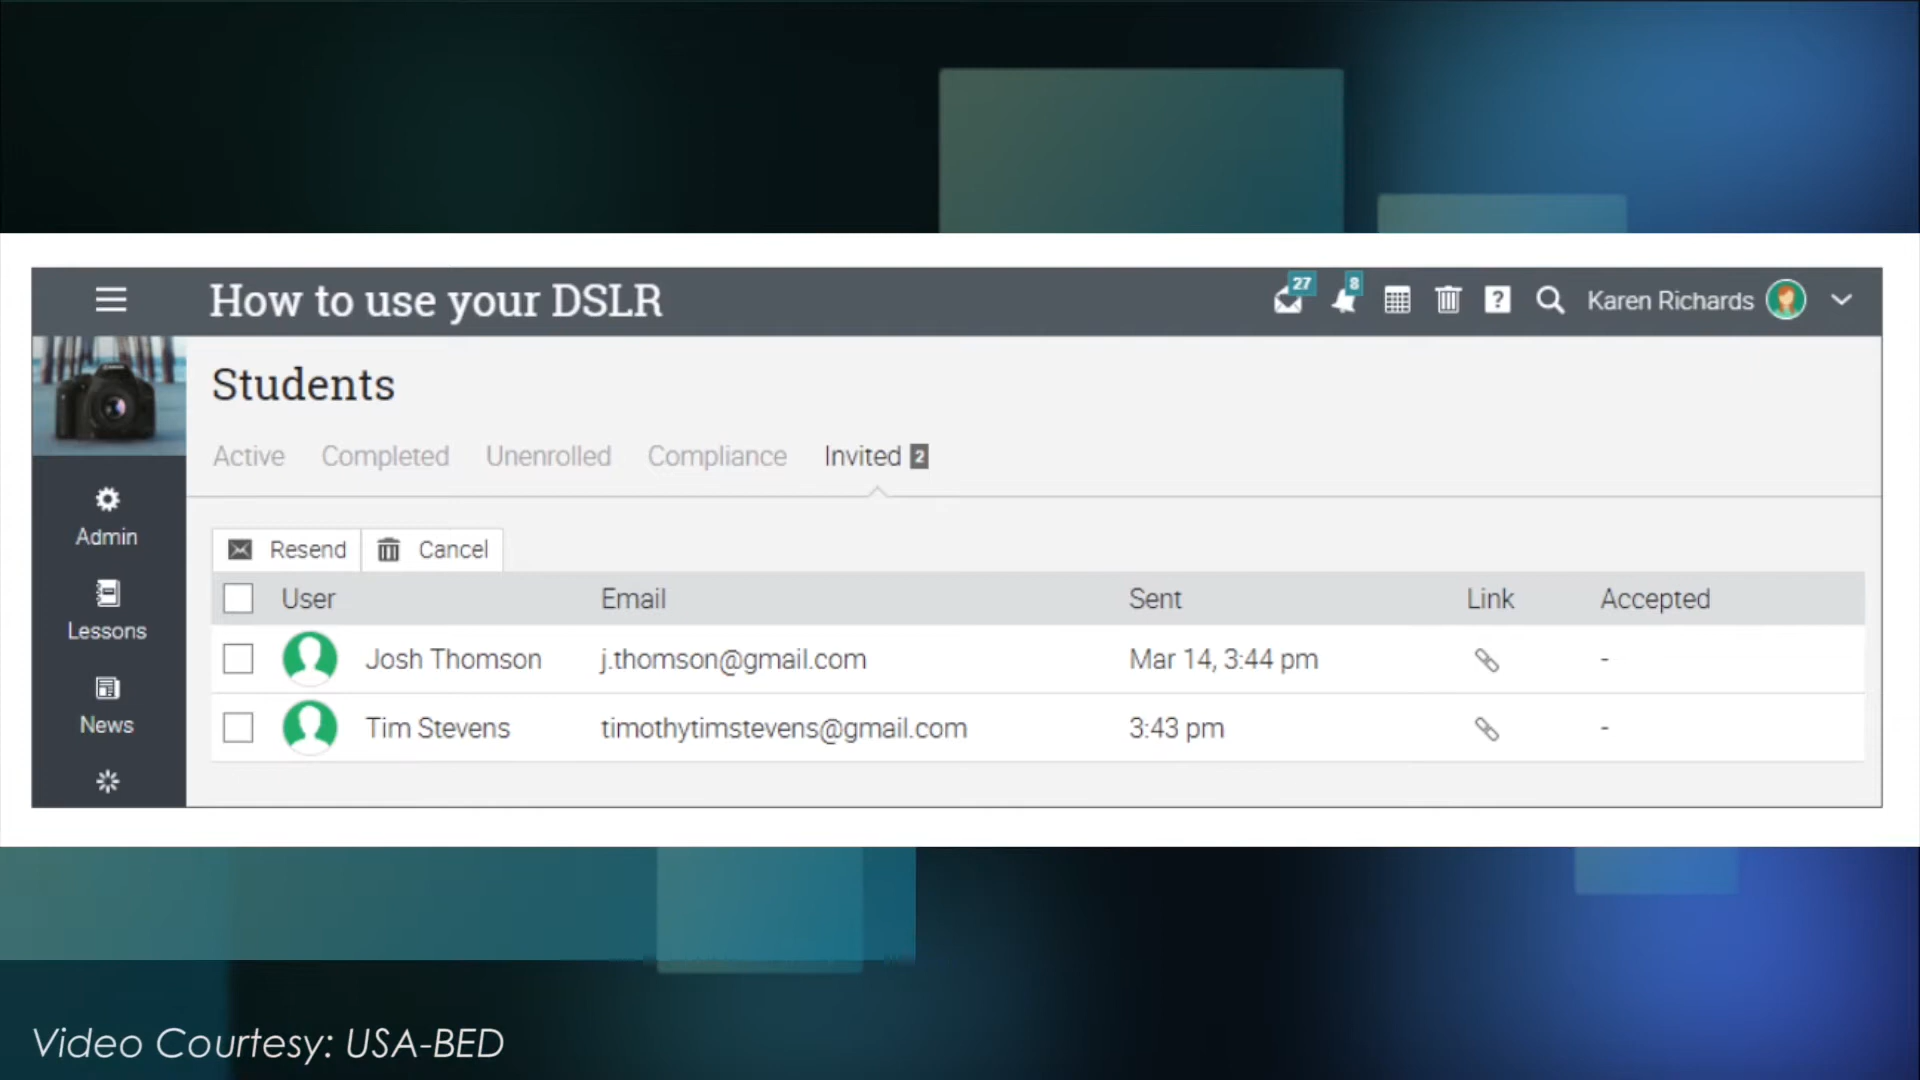 How to use your DSLR
27
8
?
Karen Richards
Students
Active Completed Unenrolled Compliance Invited 2
Admin
Lessons
News
Resend Cancel
User Email Sent Link Accepted
Josh Thomson j.thomson@gmail.com Mar 14, 3:44 pm -
Tim Stevens timothytimstevens@gmail.com 3:43 pm -
Video Courtesy: USA-BED